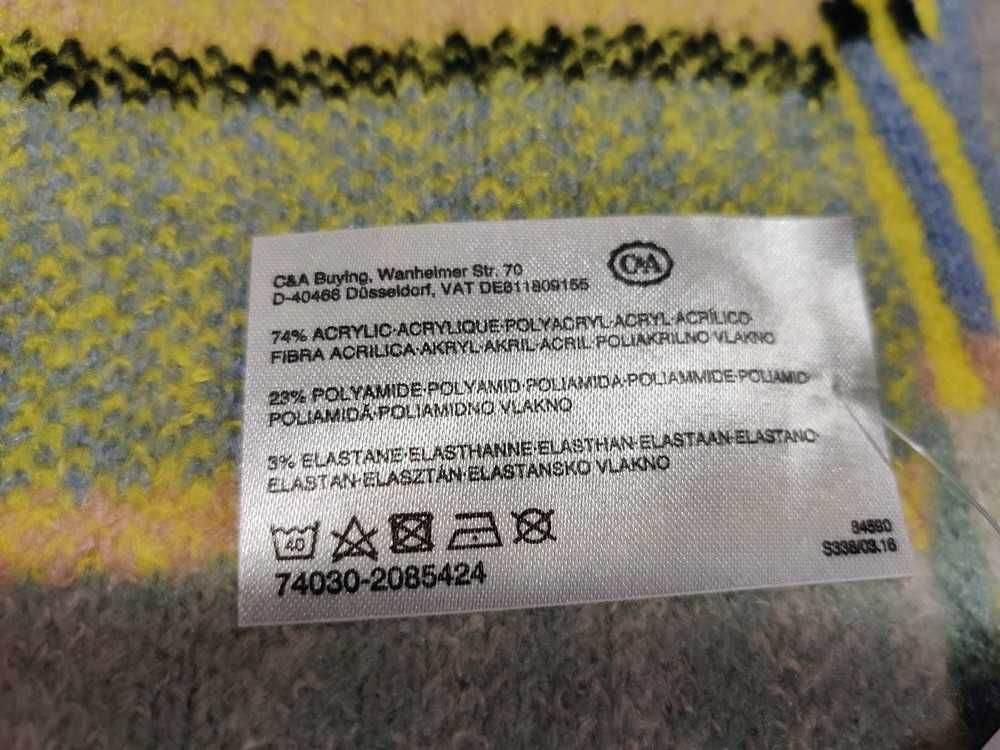 C&A Buying, Wanheimer Str. 70
D-40468 Düsseldorf, VAT DE811809155
C&A
74% ACRYLIC·ACRYLIQUE·POLYACRYL·ACRYL·ACRÍLICO·
FIBRA ACRILICA·AKRYL·AKRIL·ACRIL·POLIAKRILNO VLAKNO
23% POLYAMIDE·POLYAMID·POLIAMIDA·POLIAMMIDE·POLIAMID·
POLIAMIDĂ·POLIAMIDNO VLAKNO
3% ELASTANE·ELASTHANNE·ELASTHAN·ELASTAAN·ELASTANO·
ELASTAN·ELASZTÁN·ELASTANSKO VLAKNO
40
74030-2085424
84590
S338/03.16